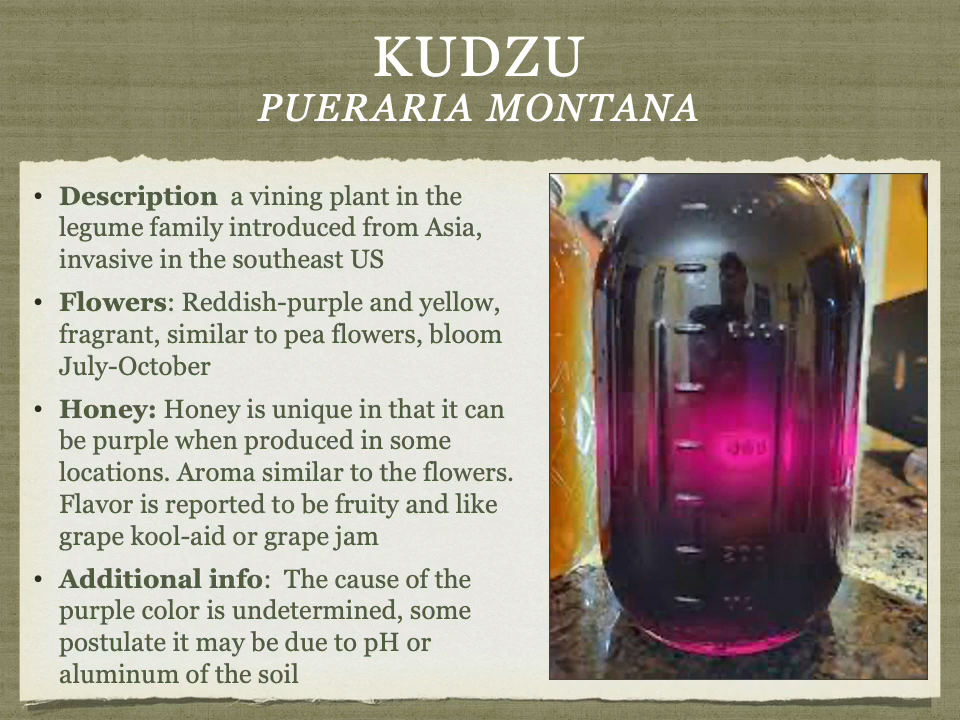 KUDZU
PUERARIA MONTANA
• Description  a vining plant in the
legume family introduced from Asia,
invasive in the southeast US
• Flowers: Reddish-purple and yellow,
fragrant, similar to pea flowers, bloom
July-October
• Honey: Honey is unique in that it can
be purple when produced in some
locations. Aroma similar to the flowers.
Flavor is reported to be fruity and like
grape kool-aid or grape jam
• Additional info:  The cause of the
purple color is undetermined, some
postulate it may be due to pH or
aluminum of the soil